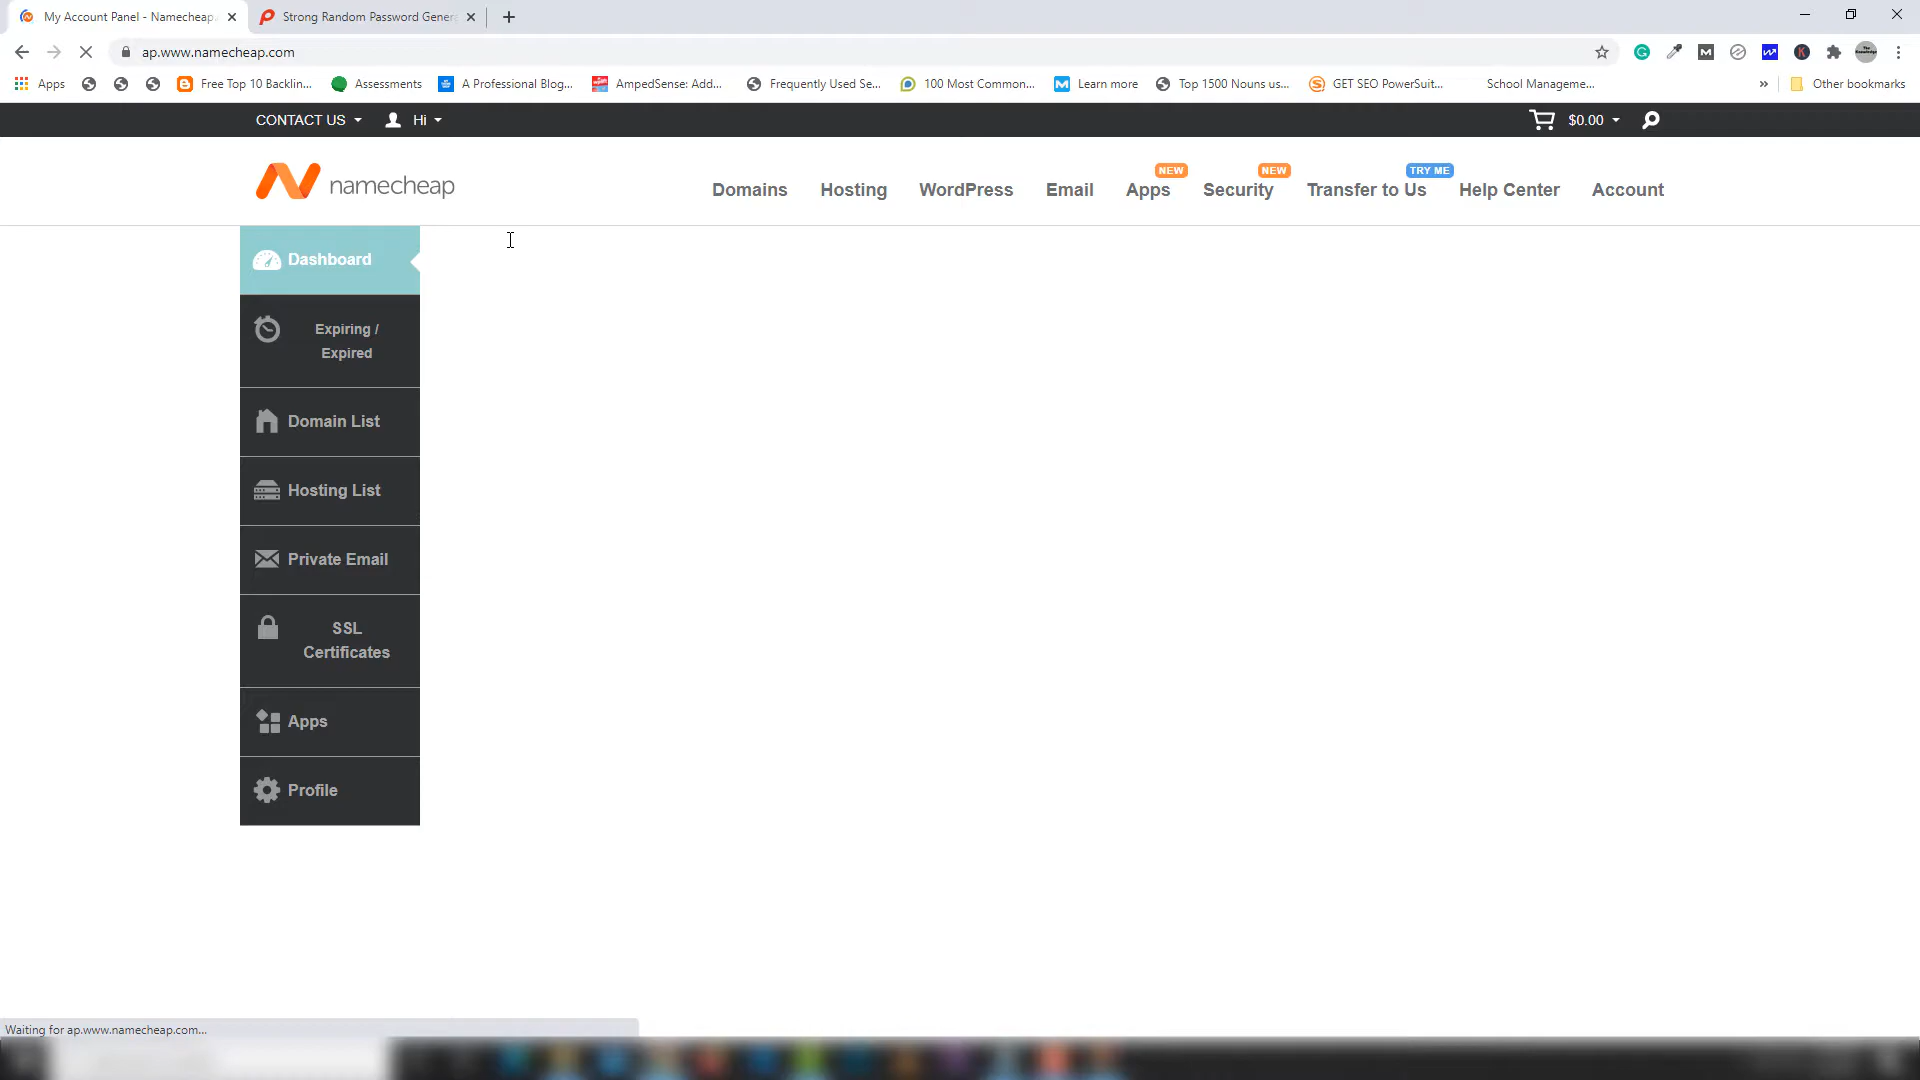 My Account Panel - Namecheap.
Strong Random Password Gener
ap.www.namecheap.com
Apps
Free Top 10 Backlin...
Assessments
A Professional Blog...
AmpedSense: Add...
Frequently Used Se...
100 Most Common...
Learn more
Top 1500 Nouns us...
GET SEO PowerSuit...
School Manageme...
»
Other bookmarks
CONTACT US
Hi
$0.00
namecheap
Domains
Hosting
WordPress
Email
Apps
NEW
Security
NEW
Transfer to Us
TRY ME
Help Center
Account
Dashboard
Expiring /
Expired
Domain List
Hosting List
Private Email
SSL
Certificates
Apps
Profile
Waiting for ap.www.namecheap.com...